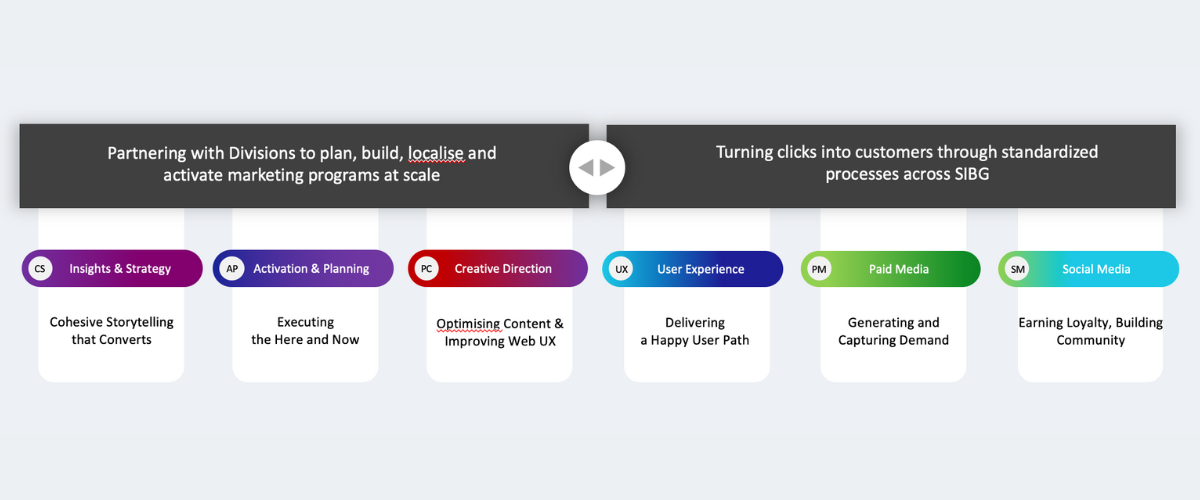 Partnering with Divisions to plan, build, localise and
activate marketing programs at scale
Turning clicks into customers through standardized
processes across SIBG
CS Insights & Strategy
Cohesive Storytelling
that Converts
AP Activation & Planning
Executing
the Here and Now
PC Creative Direction
Optimising Content &
Improving Web UX
UX User Experience
Delivering
a Happy User Path
PM Paid Media
Generating and
Capturing Demand
SM Social Media
Earning Loyalty, Building
Community